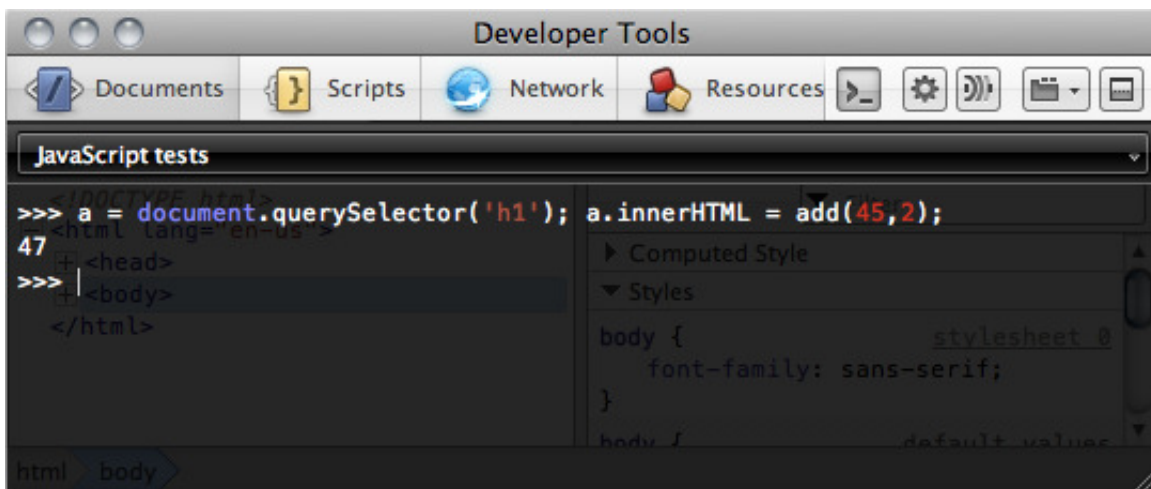 Developer Tools
Documents Scripts Network Resources
JavaScript tests
<!DOCTYPE html>
>>> a = document.querySelector('h1'); a.innerHTML = add(45,2);
<html lang="en-us">
47
<head>
Computed Style
>>>
<body>
Styles
</html>
body {
stylesheet 0
font-family: sans-serif;
}
body {
default values
html body